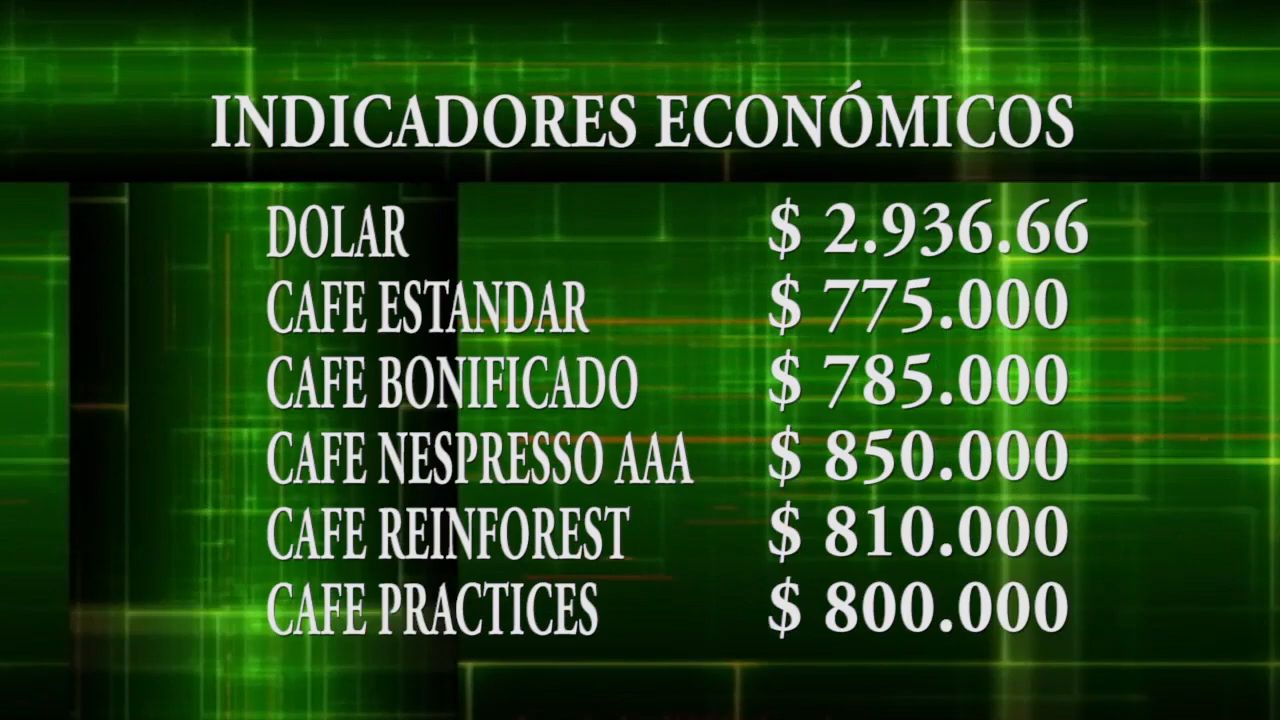 INDICADORES ECONÓMICOS
DOLAR $ 2.936.66
CAFE ESTANDAR $ 775.000
CAFE BONIFICADO $ 785.000
CAFE NESPRESSO AAA $ 850.000
CAFE REINFOREST $ 810.000
CAFE PRACTICES $ 800.000